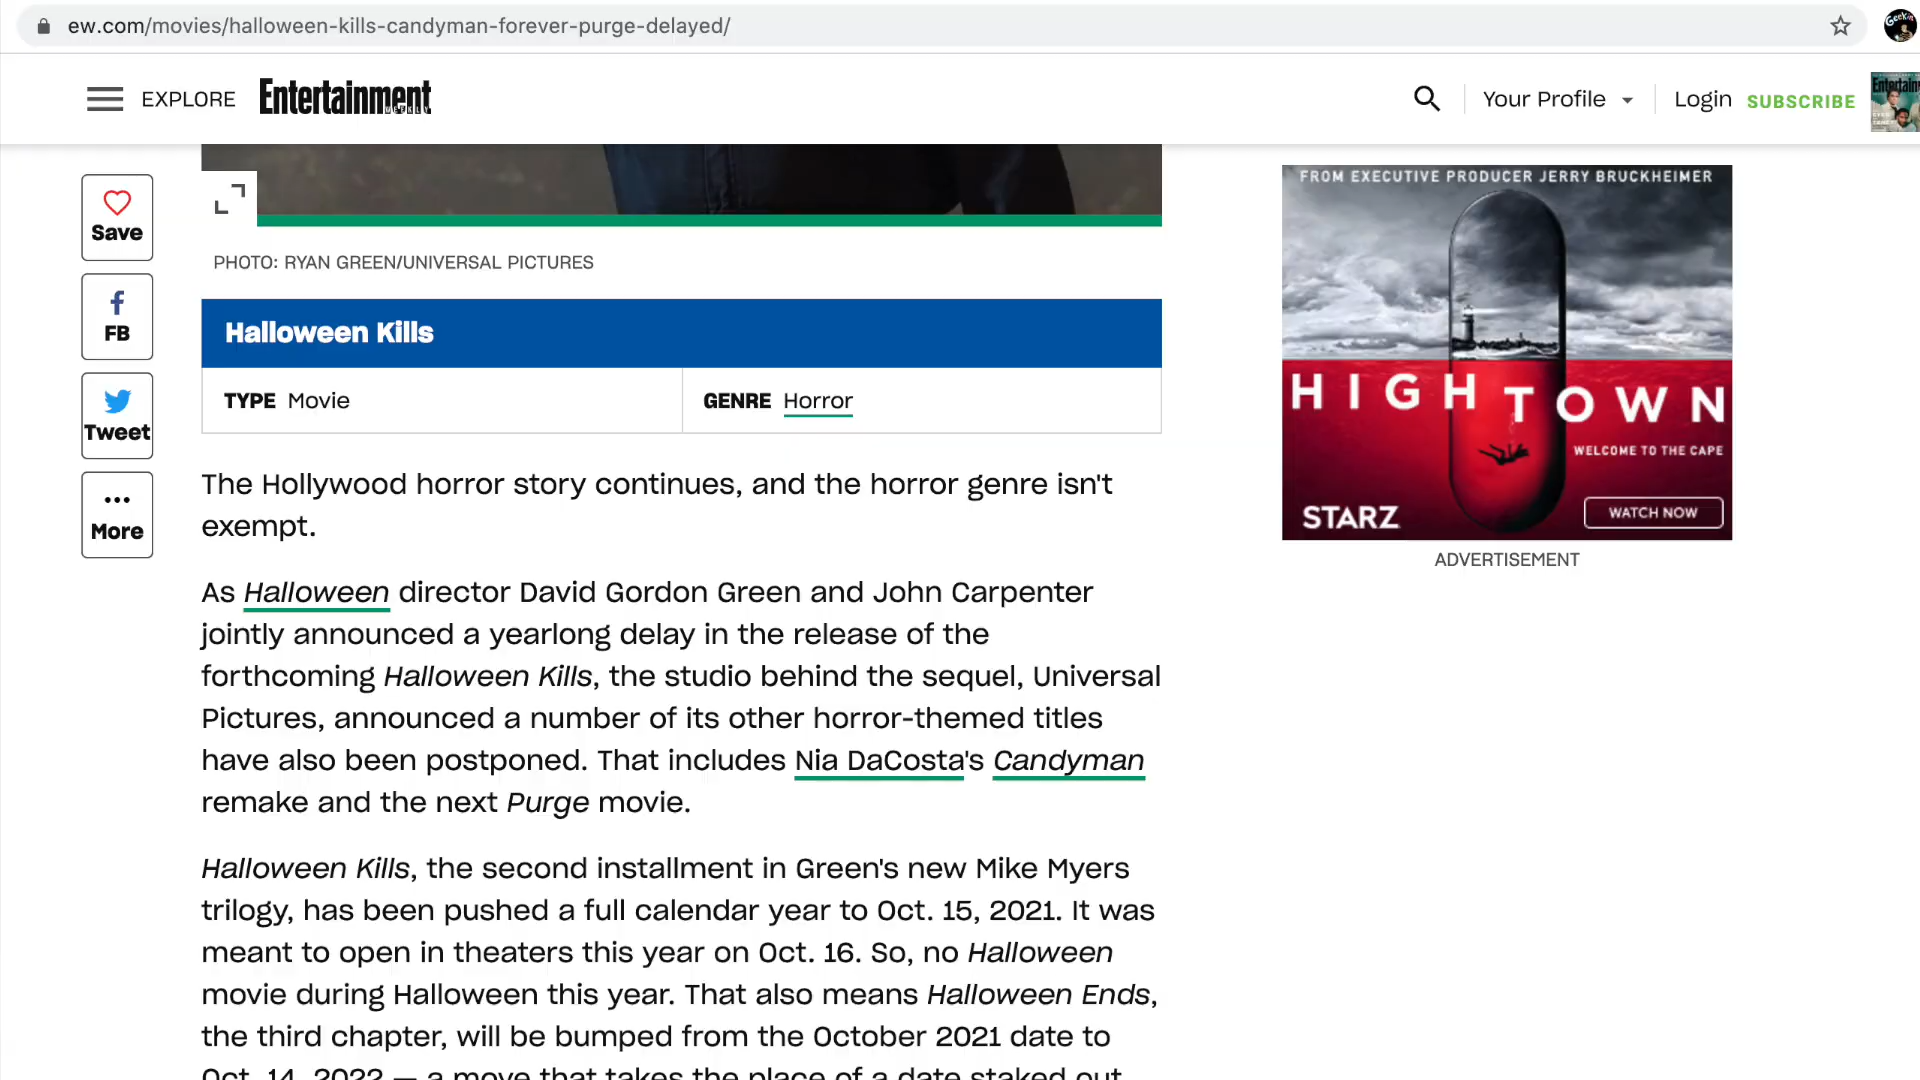 ew.com/movies/halloween-kills-candyman-forever-purge-delayed/
EXPLORE
Entertainment
WEEKLY
Your Profile
Login
SUBSCRIBE
Save
FB
Tweet
More
PHOTO: RYAN GREEN/UNIVERSAL PICTURES
Halloween Kills
TYPE Movie
GENRE Horror
The Hollywood horror story continues, and the horror genre isn't
exempt.
As Halloween director David Gordon Green and John Carpenter
jointly announced a yearlong delay in the release of the
forthcoming Halloween Kills, the studio behind the sequel, Universal
Pictures, announced a number of its other horror-themed titles
have also been postponed. That includes Nia DaCosta's Candyman
remake and the next Purge movie.
Halloween Kills, the second installment in Green's new Mike Myers
trilogy, has been pushed a full calendar year to Oct. 15, 2021. It was
meant to open in theaters this year on Oct. 16. So, no Halloween
movie during Halloween this year. That also means Halloween Ends,
the third chapter, will be bumped from the October 2021 date to
Oct. 14, 2022 — a move that takes the place of a date staked out
FROM EXECUTIVE PRODUCER JERRY BRUCKHEIMER
HIGHTOWN
WELCOME TO THE CAPE
STARZ
WATCH NOW
ADVERTISEMENT